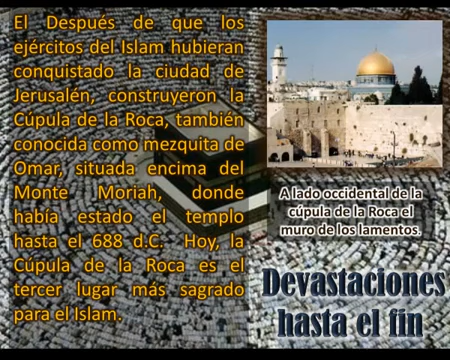 El Después de que los
ejércitos del Islam hubieran
conquistado la ciudad de
Jerusalén, construyeron la
Cúpula de la Roca, también
conocida como mezquita de
Omar, situada encima del
Monte Moriah, donde
había estado el templo
hasta el 688 d.C. Hoy, la
Cúpula de la Roca es el
tercer lugar más sagrado
para el Islam.
A lado occidental de la
cúpula de la Roca el
muro de los lamentos.
Devastaciones
hasta el fin